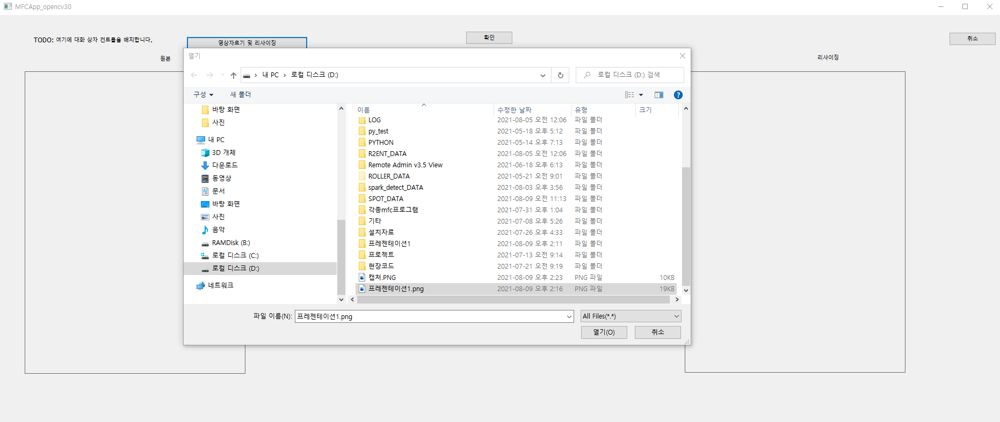 MFCApp_opencv30
TODO: 여기에 대화 상자 컨트롤을 배치합니다.
영상자르기 및 리사이징
확인
취소
원본
리사이징
열기
내 PC › 로컬 디스크 (D:)
로컬 디스크 (D:) 검색
구성
새 폴더
바탕 화면
사진
내 PC
3D 개체
다운로드
동영상
문서
바탕 화면
사진
음악
RAMDisk (B:)
로컬 디스크 (C:)
로컬 디스크 (D:)
네트워크
이름 수정한 날짜 유형 크기
LOG 2021-08-05 오전 12:06 파일 폴더
py_test 2021-05-18 오후 5:12 파일 폴더
PYTHON 2021-05-14 오후 7:13 파일 폴더
R2ENT_DATA 2021-08-05 오전 12:06 파일 폴더
Remote Admin v3.5 View 2021-06-18 오후 6:13 파일 폴더
ROLLER_DATA 2021-05-21 오전 9:01 파일 폴더
spark_detect_DATA 2021-08-03 오후 3:56 파일 폴더
SPOT_DATA 2021-08-09 오전 11:13 파일 폴더
각종mfc프로그램 2021-07-31 오후 1:04 파일 폴더
기타 2021-07-08 오후 5:26 파일 폴더
설치자료 2021-07-26 오후 4:33 파일 폴더
프레젠테이션1 2021-08-09 오후 2:11 파일 폴더
프로젝트 2021-07-13 오전 9:14 파일 폴더
현장코드 2021-07-21 오전 9:19 파일 폴더
캡처.PNG 2021-08-09 오후 2:23 PNG 파일 10KB
프레젠테이션1.png 2021-08-09 오후 2:16 PNG 파일 19KB
파일 이름(N): 프레젠테이션1.png
All Files(*.*)
열기(O)
취소